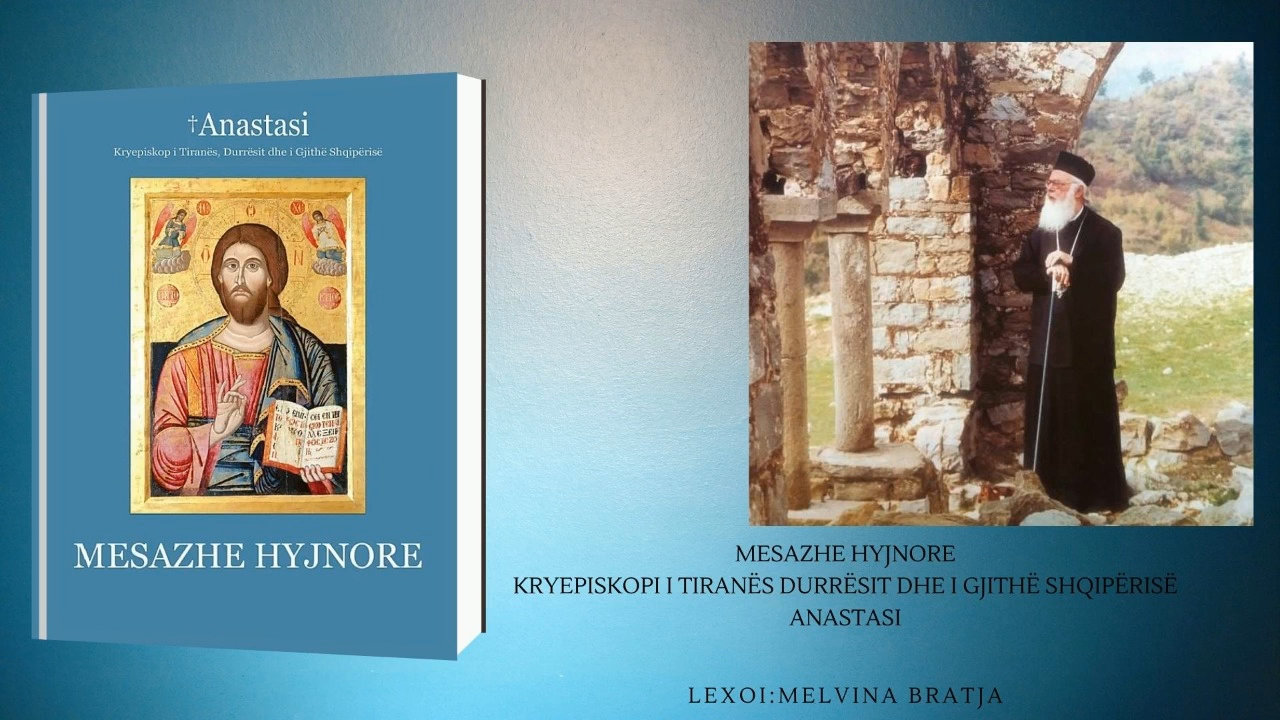 †Anastasi
Kryepiskop i Tiranës, Durrësit dhe i Gjithë Shqipërisë
MESAZHE HYJNORE
MESAZHE HYJNORE
KRYEPISKOPI I TIRANËS DURRËSIT DHE I GJITHË SHQIPËRISË
ANASTASI
LEXOI:MELVINA BRATJA